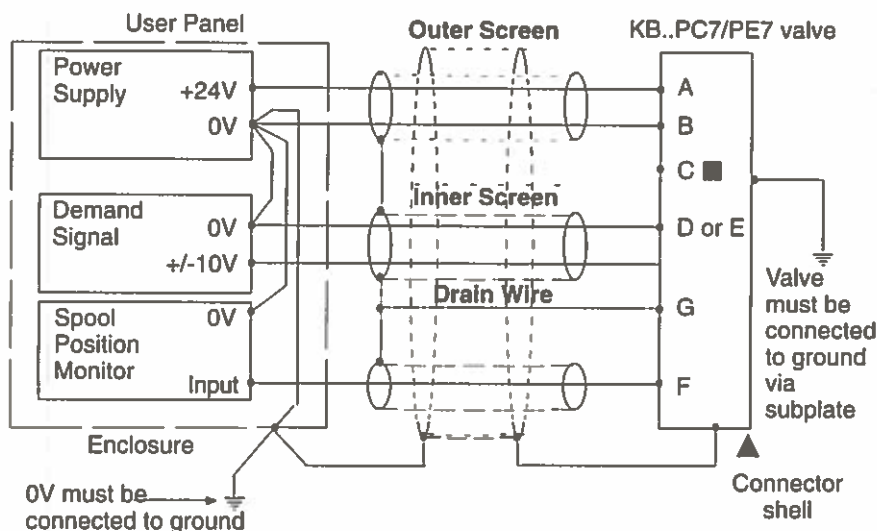 User Panel
Outer Screen
KB..PC7/PE7 valve
Power
Supply
+24V
0V
A
B
C ■
Inner Screen
Demand
Signal
0V
+/-10V
D or E
Drain Wire
Spool
Position
Monitor
0V
Input
G
F
Valve
must be
connected
to ground
via
subplate
Enclosure
0V must be
connected to ground
Connector
shell